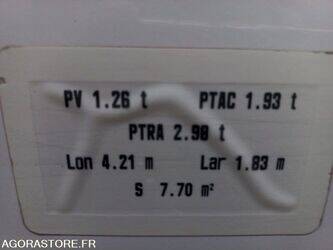 PV 1.26 t PTAC 1.93 t
PTRA 2.98 t
Lon 4.21 m Lar 1.83 m
S 7.70 m²
AGORASTORE.FR